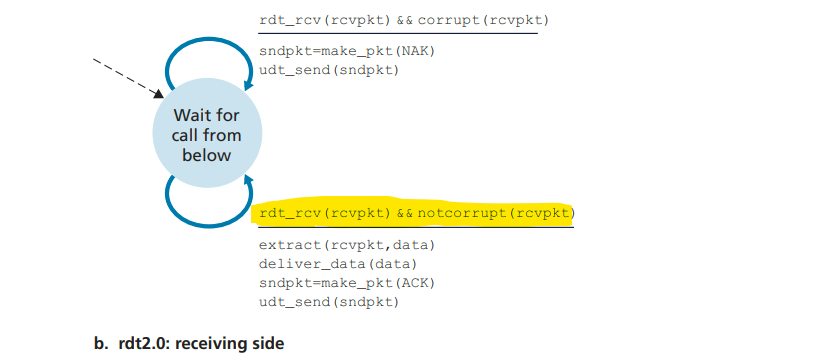 rdt_rcv(rcvpkt) && corrupt(rcvpkt)
sndpkt=make_pkt(NAK)
udt_send(sndpkt)
Wait for
call from
below
rdt_rcv(rcvpkt) && notcorrupt(rcvpkt)
extract(rcvpkt,data)
deliver_data(data)
sndpkt=make_pkt(ACK)
udt_send(sndpkt)
b. rdt2.0: receiving side